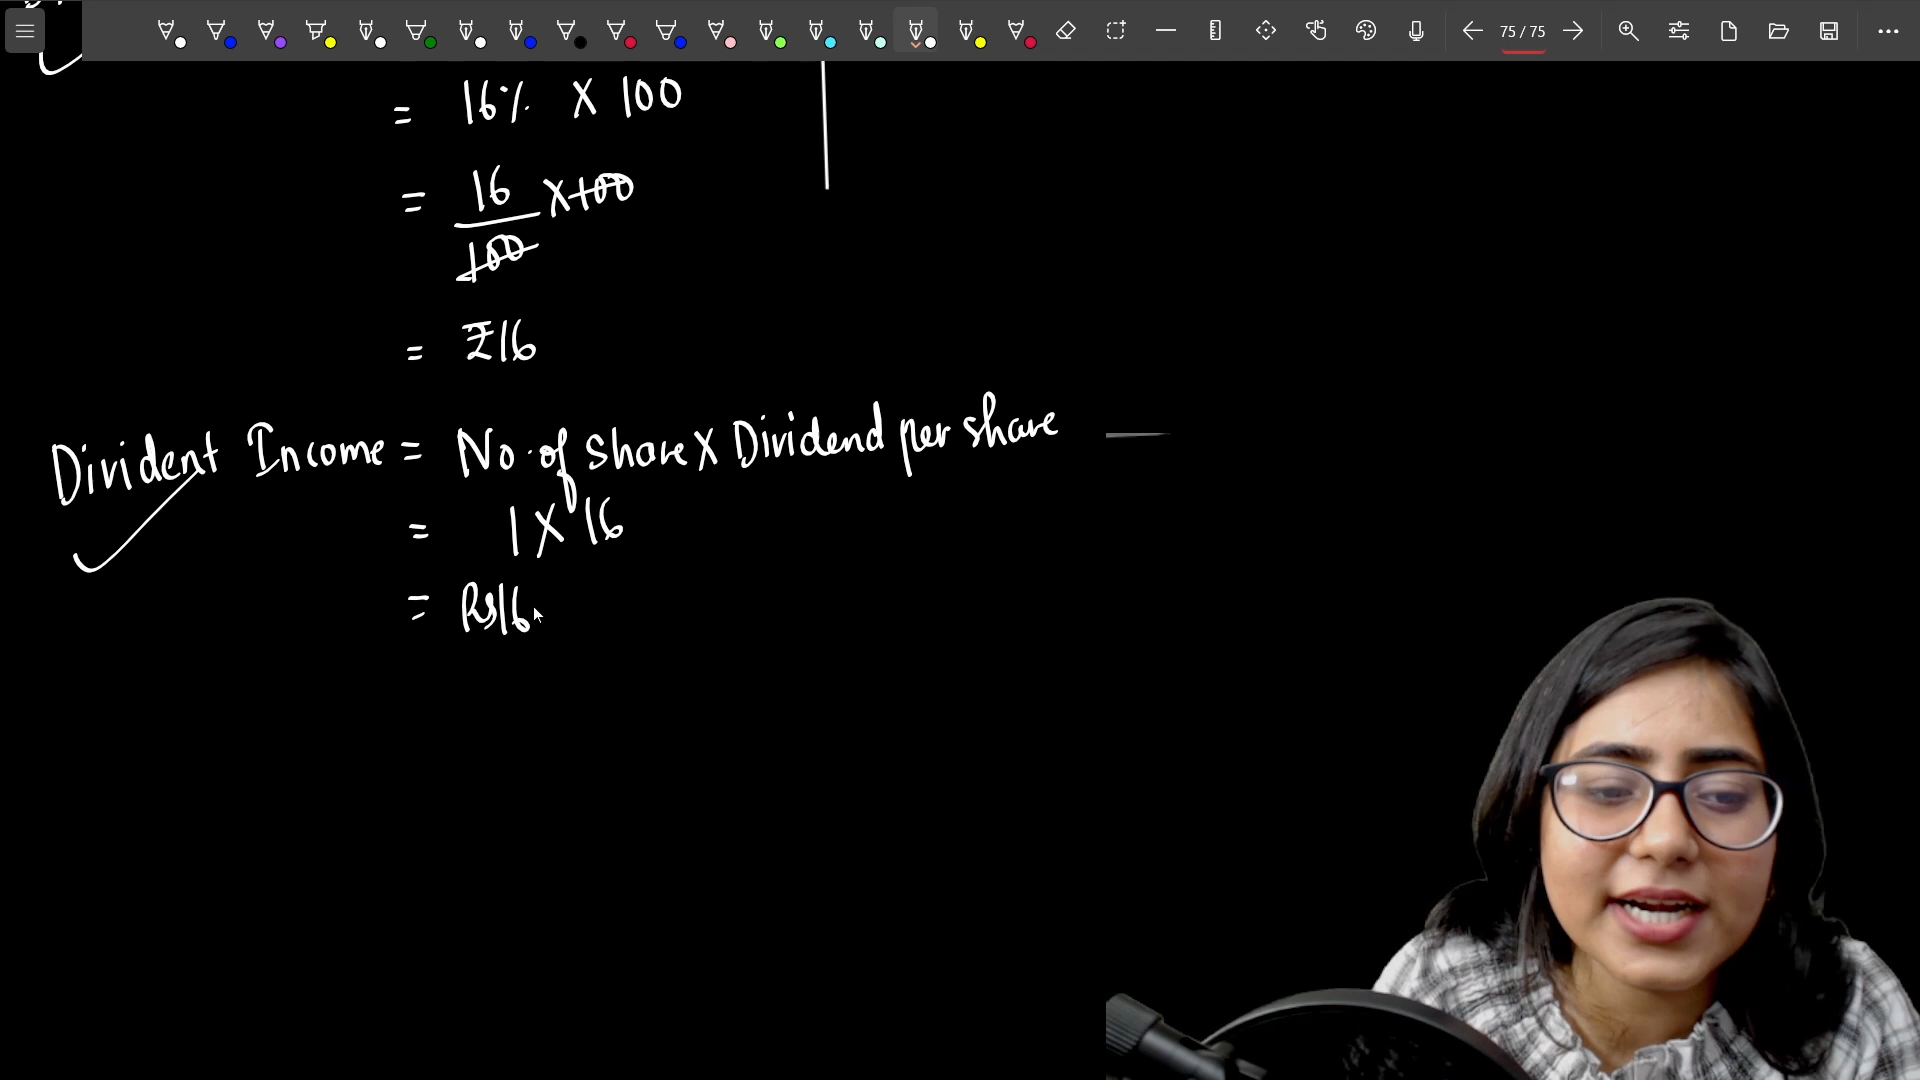 75 / 75
= 16% X 100
= 16/100 X 100
= ₹16
Divident Income = No. of share X Dividend per share
= 1 X 16
= Rs16